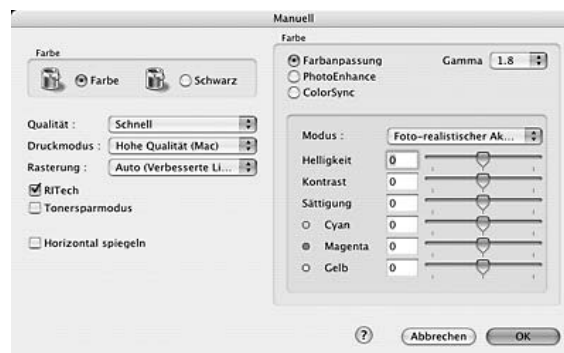 Manuell
Farbe
Farbe
Schwarz
Qualität : Schnell
Druckmodus : Hohe Qualität (Mac)
Rasterung : Auto (Verbesserte Li...
RITech
Tonersparmodus
Horizontal spiegeln
Farbe
Farbanpassung
Gamma 1.8
PhotoEnhance
ColorSync
Modus : Foto-realistischer Ak...
Helligkeit 0
Kontrast 0
Sättigung 0
Cyan 0
Magenta 0
Gelb 0
?
Abbrechen
OK